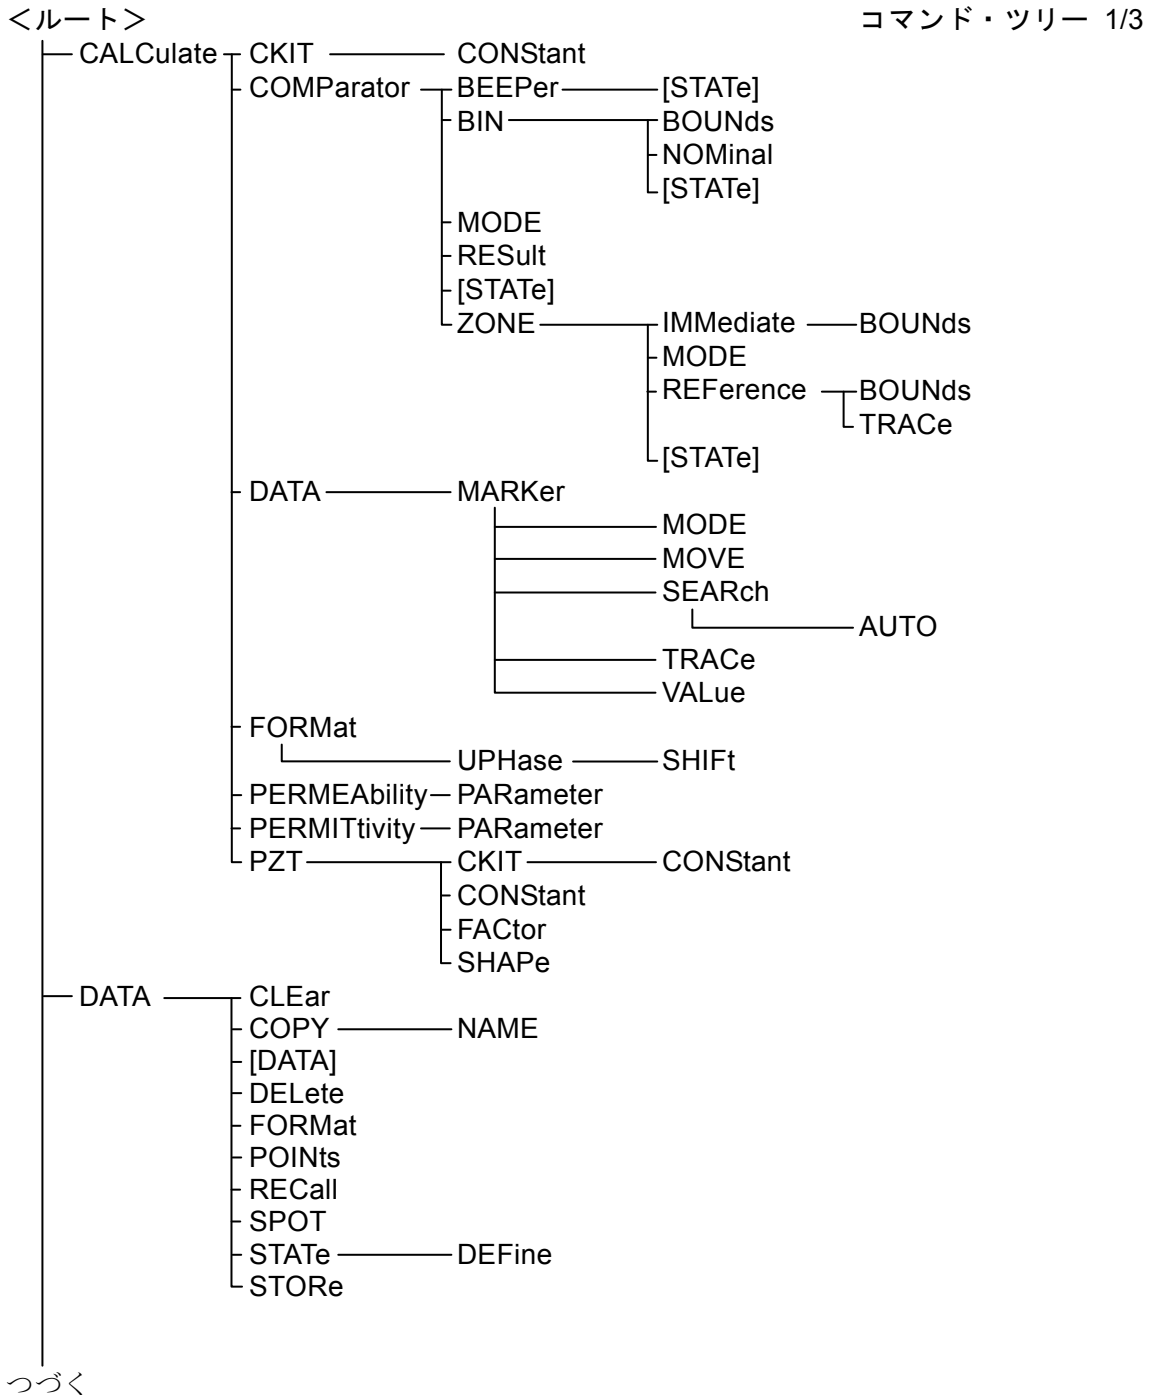 ＜ルート＞ コマンド・ツリー 1/3
CALCulate CKIT CONStant
COMParator BEEPer [STATe]
BIN BOUNds
NOMinal
[STATe]
MODE
RESult
[STATe]
ZONE IMMediate BOUNds
MODE
REFerence BOUNds
TRACe
[STATe]
DATA MARKer
MODE
MOVE
SEARch
AUTO
TRACe
VALue
FORMat
UPHase SHIFt
PERMEAbility PARameter
PERMITtivity PARameter
PZT CKIT CONStant
CONStant
FACtor
SHAPe
DATA CLEar
COPY NAME
[DATA]
DELete
FORMat
POINts
RECall
SPOT
STATe DEFine
STORe
つづく